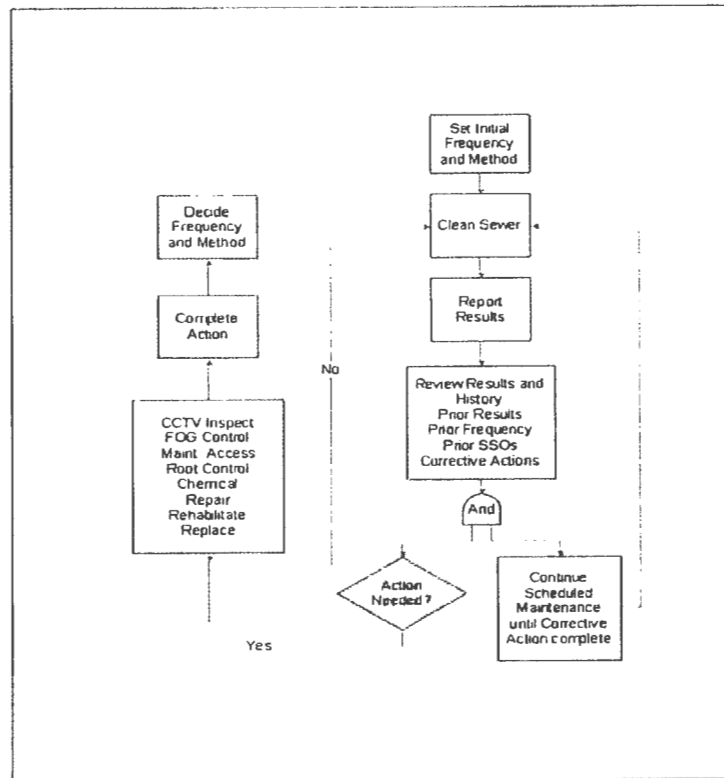 Set Initial
Frequency
and Method
Clean Sewer
Report
Results
Review Results and
History
Prior Results
Prior Frequency
Prior SSOs
Corrective Actions
And
Action
Needed?
Continue
Scheduled
Maintenance
until Corrective
Action complete
No
Yes
CCTV Inspect
FOG Control
Maint. Access
Root Control
Chemical
Repair
Rehabilitate
Replace
Complete
Action
Decide
Frequency
and Method